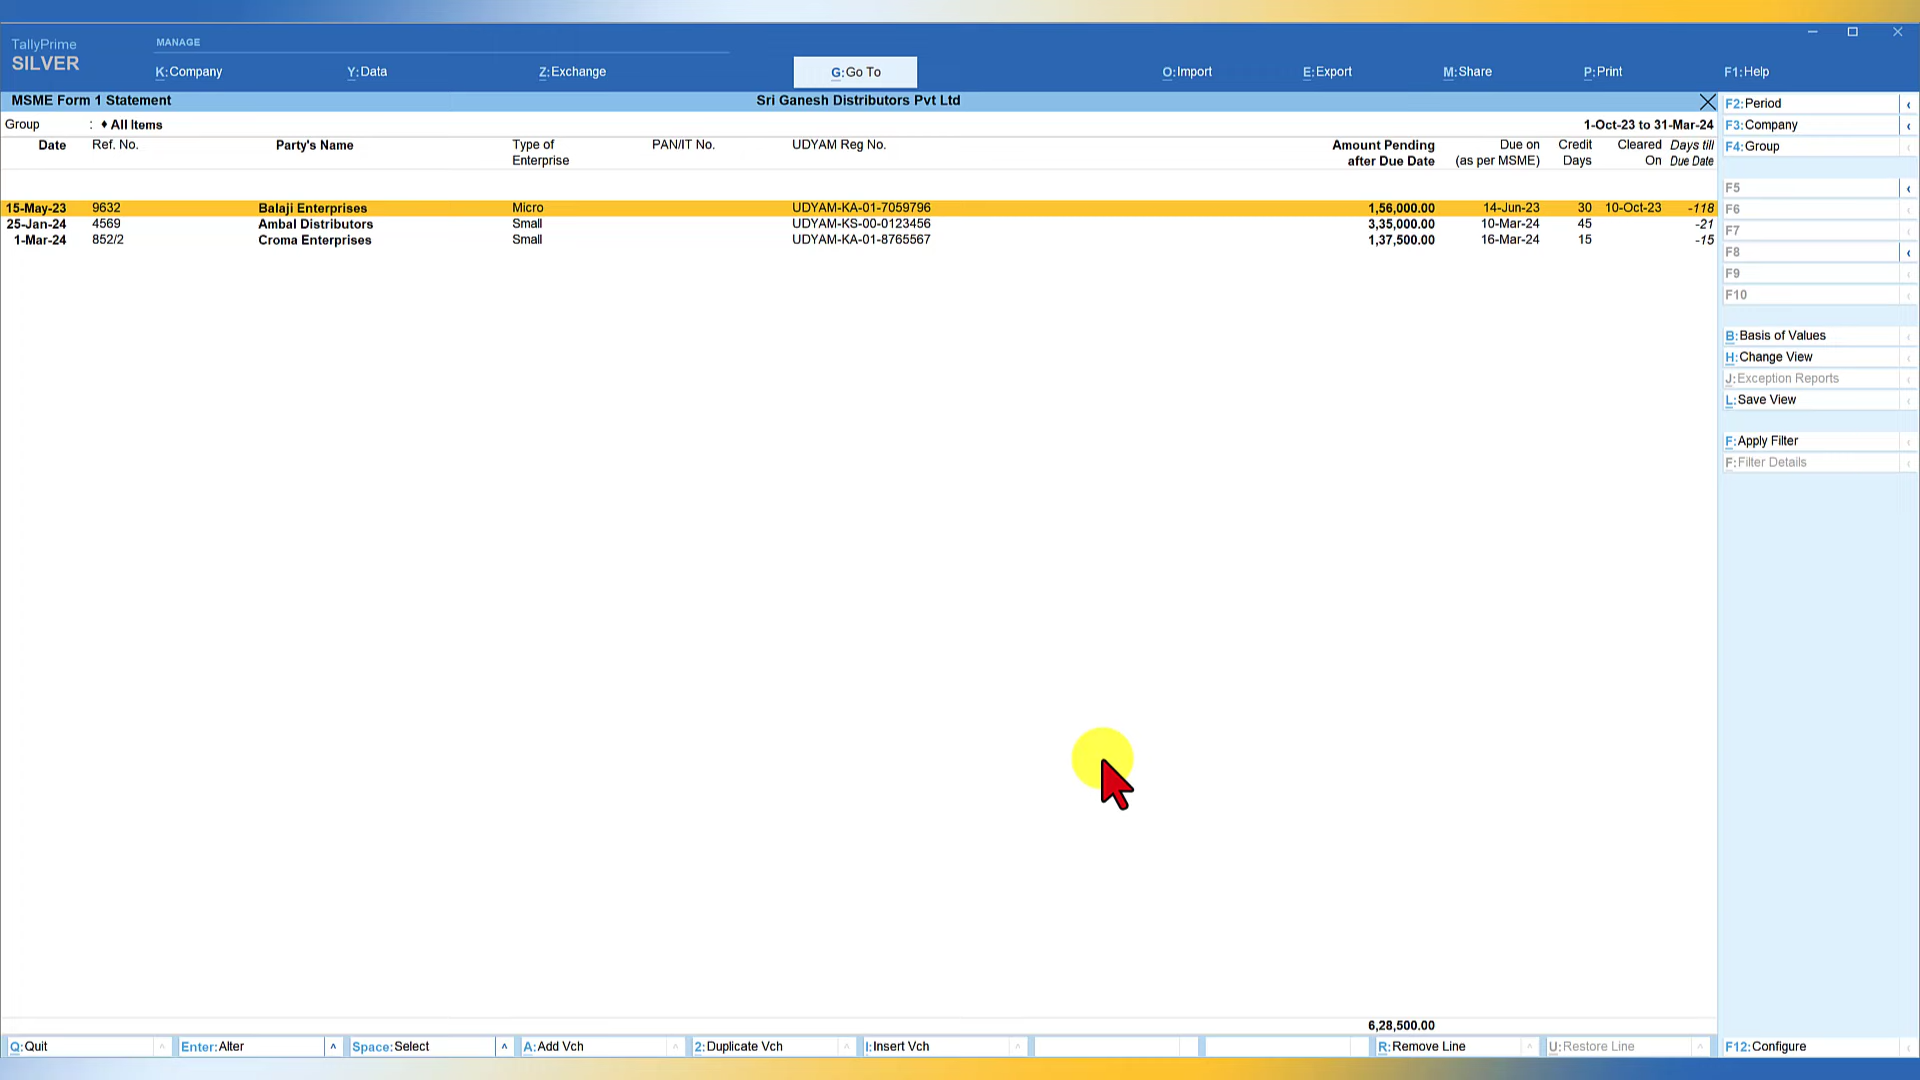 TallyPrime
SILVER
MANAGE
K:Company Y:Data Z:Exchange G:Go To O:Import E:Export M:Share P:Print F1:Help
MSME Form 1 Statement Sri Ganesh Distributors Pvt Ltd
Group : ♦ All Items 1-Oct-23 to 31-Mar-24
Date Ref. No. Party's Name Type of Enterprise PAN/IT No. UDYAM Reg No. Amount Pending after Due Date Due on (as per MSME) Credit Days Cleared On Days till Due Date
15-May-23 9632 Balaji Enterprises Micro UDYAM-KA-01-7059796 1,56,000.00 14-Jun-23 30 10-Oct-23 -118
25-Jan-24 4569 Ambal Distributors Small UDYAM-KS-00-0123456 3,35,000.00 10-Mar-24 45 -21
1-Mar-24 852/2 Croma Enterprises Small UDYAM-KA-01-8765567 1,37,500.00 16-Mar-24 15 -15
6,28,500.00
F2:Period
F3:Company
F4:Group
F5
F6
F7
F8
F9
F10
B:Basis of Values
H:Change View
J:Exception Reports
L:Save View
F:Apply Filter
F:Filter Details
Q:Quit Enter:Alter Space:Select A:Add Vch 2:Duplicate Vch I:Insert Vch R:Remove Line U:Restore Line F12:Configure